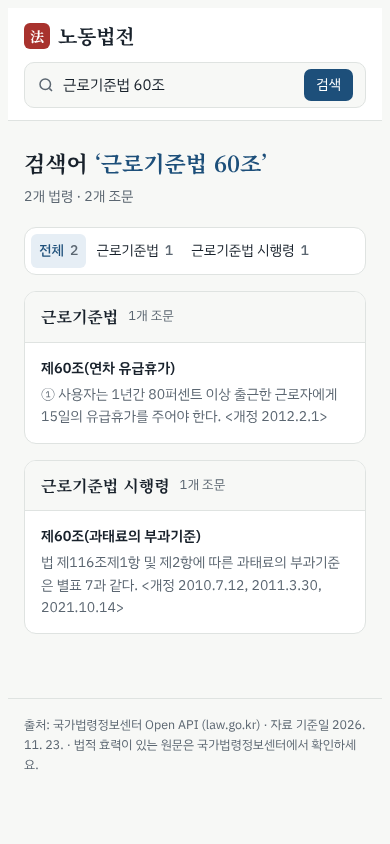 法 노동법전
근로기준법 60조 검색
검색어 ‘근로기준법 60조’
2개 법령 · 2개 조문
전체 2 근로기준법 1 근로기준법 시행령 1
근로기준법 1개 조문
제60조(연차 유급휴가)
① 사용자는 1년간 80퍼센트 이상 출근한 근로자에게
15일의 유급휴가를 주어야 한다. <개정 2012.2.1>
근로기준법 시행령 1개 조문
제60조(과태료의 부과기준)
법 제116조제1항 및 제2항에 따른 과태료의 부과기준
은 별표 7과 같다. <개정 2010.7.12, 2011.3.30,
2021.10.14>
출처: 국가법령정보센터 Open API (law.go.kr) · 자료 기준일 2026.
11. 23. · 법적 효력이 있는 원문은 국가법령정보센터에서 확인하세
요.